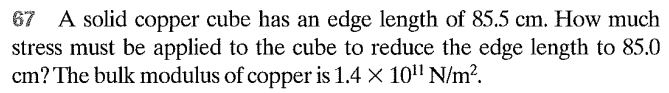 67 A solid copper cube has an edge length of 85.5 cm. How much
stress must be applied to the cube to reduce the edge length to 85.0
cm? The bulk modulus of copper is 1.4 × 10¹¹ N/m².